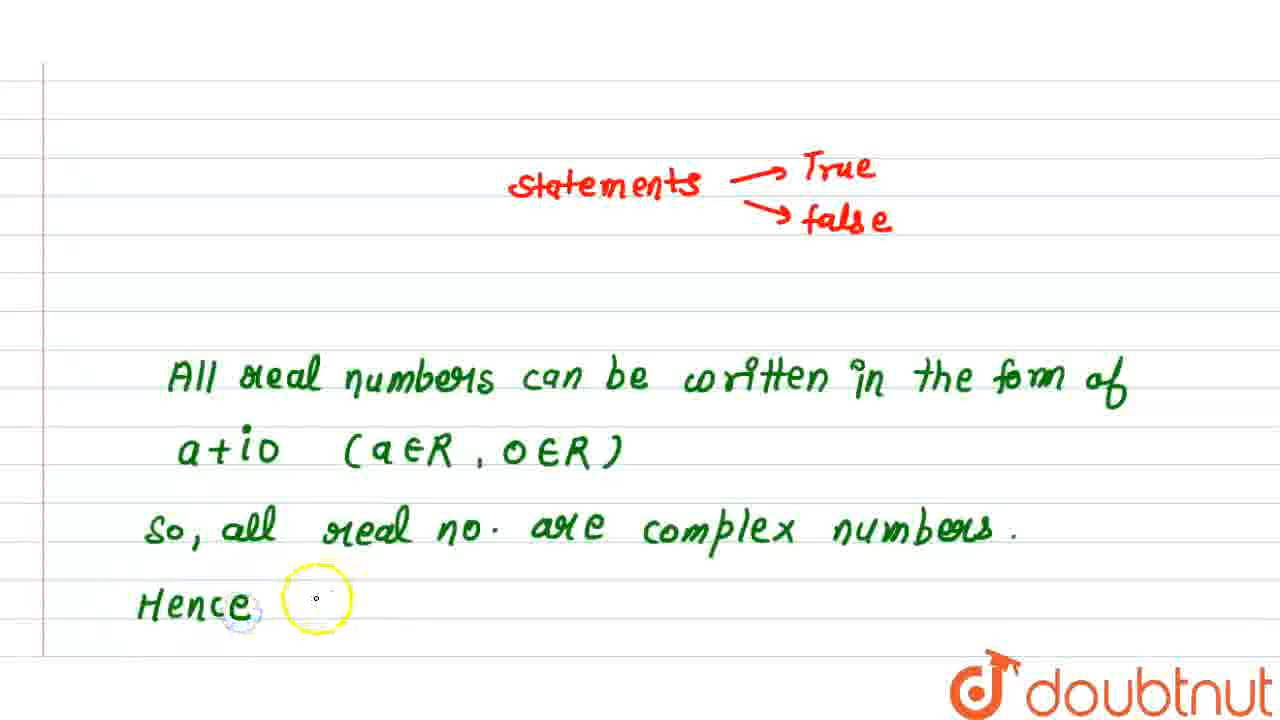 Statements → True
→ false
All real numbers can be written in the form of
a+i0 (a∈R, 0∈R)
So, all real no. are complex numbers.
Hence
doubtnut